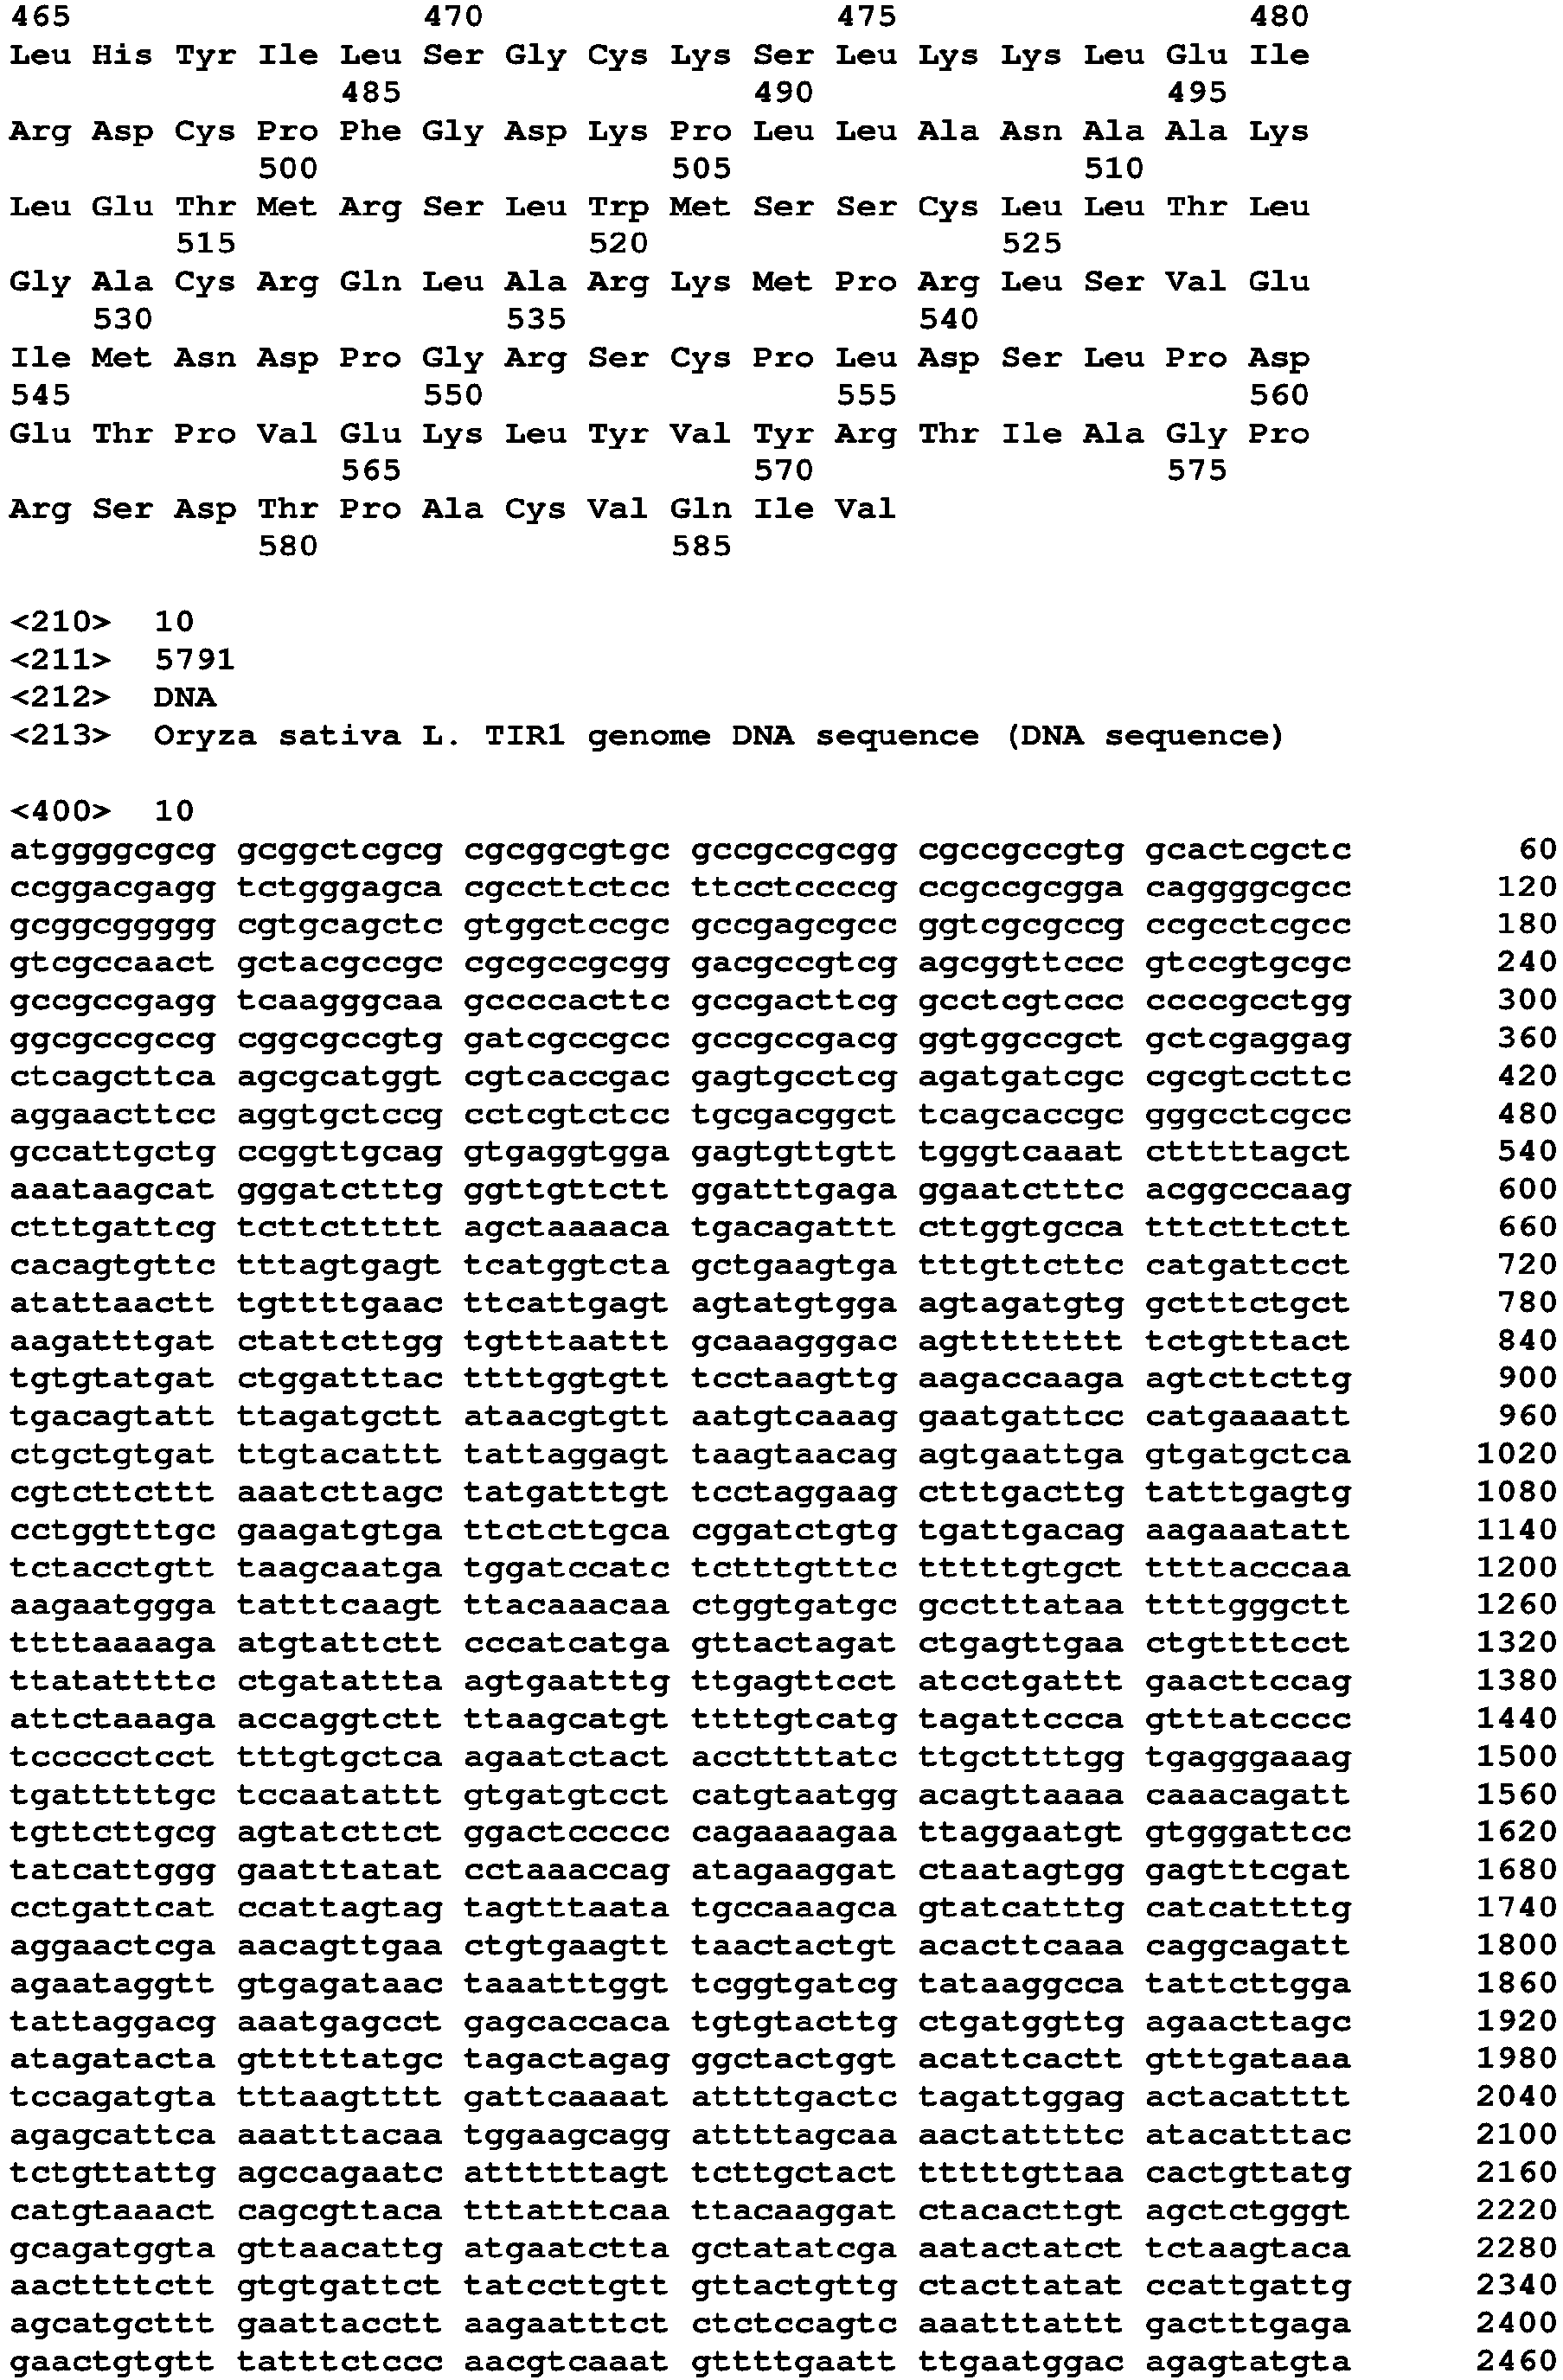 465 470 475 480
Leu His Tyr Ile Leu Ser Gly Cys Lys Ser Leu Lys Lys Leu Glu Ile
485 490 495
Arg Asp Cys Pro Phe Gly Asp Lys Pro Leu Leu Ala Asn Ala Ala Lys
500 505 510
Leu Glu Thr Met Arg Ser Leu Trp Met Ser Ser Cys Leu Leu Thr Leu
515 520 525
Gly Ala Cys Arg Gln Leu Ala Arg Lys Met Pro Arg Leu Ser Val Glu
530 535 540
Ile Met Asn Asp Pro Gly Arg Ser Cys Pro Leu Asp Ser Leu Pro Asp
545 550 555 560
Glu Thr Pro Val Glu Lys Leu Tyr Val Tyr Arg Thr Ile Ala Gly Pro
565 570 575
Arg Ser Asp Thr Pro Ala Cys Val Gln Ile Val
580 585
<210> 10
<211> 5791
<212> DNA
<213> Oryza sativa L. TIR1 genome DNA sequence (DNA sequence)
<400> 10
atggggcgcg gcggctcgcg cgcggcgtgc gccgccgcgg cgccgccgtg gcactcgctc 60
ccggacgagg tctgggagca cgccttctcc ttcctccccg ccgccgcgga caggggcgcc 120
gcggcggggg cgtgcagctc gtggctccgc gccgagcgcc ggtcgcgccg ccgcctcgcc 180
gtcgccaact gctacgccgc cgcgccgcgg gacgccgtcg agcggttccc gtccgtgcgc 240
gccgccgagg tcaagggcaa gccccacttc gccgacttcg gcctcgtccc ccccgcctgg 300
ggcgccgccg cggcgccgtg gatcgccgcc gccgccgacg ggtggccgct gctcgaggag 360
ctcagcttca agcgcatggt cgtcaccgac gagtgcctcg agatgatcgc cgcgtccttc 420
aggaacttcc aggtgctccg cctcgtctcc tgcgacggct tcagcaccgc gggcctcgcc 480
gccattgctg ccggttgcag gtgaggtgga gagtgttgtt tgggtcaaat ctttttagct 540
aaataagcat gggatctttg ggttgttctt ggatttgaga ggaatctttc acggcccaag 600
ctttgattcg tcttcttttt agctaaaaca tgacagattt cttggtgcca tttctttctt 660
cacagtgttc tttagtgagt tcatggtcta gctgaagtga tttgttcttc catgattcct 720
atattaactt tgttttgaac ttcattgagt agtatgtgga agtagatgtg gctttctgct 780
aagatttgat ctattcttgg tgtttaattt gcaaagggac agtttttttt tctgtttact 840
tgtgtatgat ctggatttac ttttggtgtt tcctaagttg aagaccaaga agtcttcttg 900
tgacagtatt ttagatgctt ataacgtgtt aatgtcaaag gaatgattcc catgaaaatt 960
ctgctgtgat ttgtacattt tattaggagt taagtaacag agtgaattga gtgatgctca 1020
cgtcttcttt aaatcttagc tatgatttgt tcctaggaag ctttgacttg tatttgagtg 1080
cctggtttgc gaagatgtga ttctcttgca cggatctgtg tgattgacag aagaaatatt 1140
tctacctgtt taagcaatga tggatccatc tctttgtttc tttttgtgct ttttacccaa 1200
aagaatggga tatttcaagt ttacaaacaa ctggtgatgc gcctttataa ttttgggctt 1260
ttttaaaaga atgtattctt cccatcatga gttactagat ctgagttgaa ctgttttcct 1320
ttatattttc ctgatattta agtgaatttg ttgagttcct atcctgattt gaacttccag 1380
attctaaaga accaggtctt ttaagcatgt ttttgtcatg tagattccca gtttatcccc 1440
tccccctcct tttgtgctca agaatctact accttttatc ttgcttttgg tgagggaaag 1500
tgatttttgc tccaatattt gtgatgtcct catgtaatgg acagttaaaa caaacagatt 1560
tgttcttgcg agtatcttct ggactccccc cagaaaagaa ttaggaatgt gtgggattcc 1620
tatcattggg gaatttatat cctaaaccag atagaaggat ctaatagtgg gagtttcgat 1680
cctgattcat ccattagtag tagtttaata tgccaaagca gtatcatttg catcattttg 1740
aggaactcga aacagttgaa ctgtgaagtt taactactgt acacttcaaa caggcagatt 1800
agaataggtt gtgagataac taaatttggt tcggtgatcg tataaggcca tattcttgga 1860
tattaggacg aaatgagcct gagcaccaca tgtgtacttg ctgatggttg agaacttagc 1920
atagatacta gtttttatgc tagactagag ggctactggt acattcactt gtttgataaa 1980
tccagatgta tttaagtttt gattcaaaat attttgactc tagattggag actacatttt 2040
agagcattca aaatttacaa tggaagcagg attttagcaa aactattttc atacatttac 2100
tctgttattg agccagaatc attttttagt tcttgctact tttttgttaa cactgttatg 2160
catgtaaact cagcgttaca tttatttcaa ttacaaggat ctacacttgt agctctgggt 2220
gcagatggta gttaacattg atgaatctta gctatatcga aatactatct tctaagtaca 2280
aacttttctt gtgtgattct tatccttgtt gttactgttg ctacttatat ccattgattg 2340
agcatgcttt gaattacctt aagaatttct ctctccagtc aaatttattt gactttgaga 2400
gaactgtgtt tatttctccc aacgtcaaat gttttgaatt ttgaatggac agagtatgta 2460